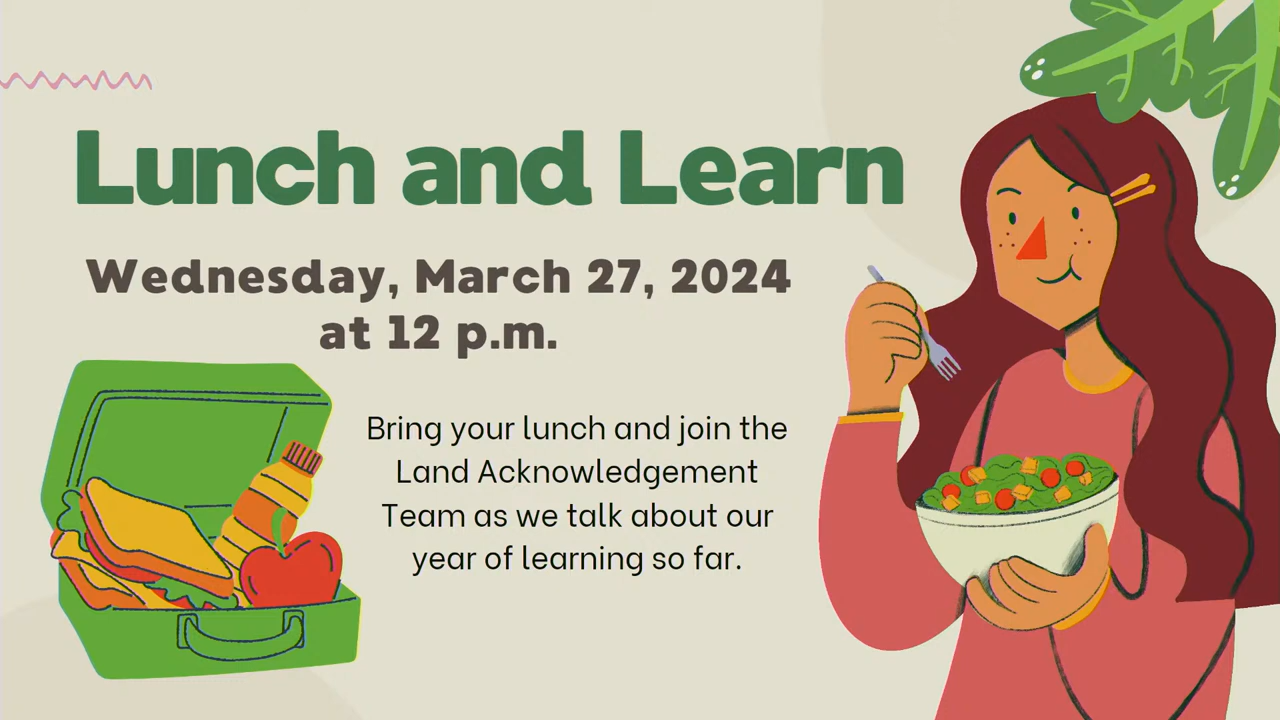 Lunch and Learn
Wednesday, March 27, 2024
at 12 p.m.
Bring your lunch and join the
Land Acknowledgement
Team as we talk about our
year of learning so far.